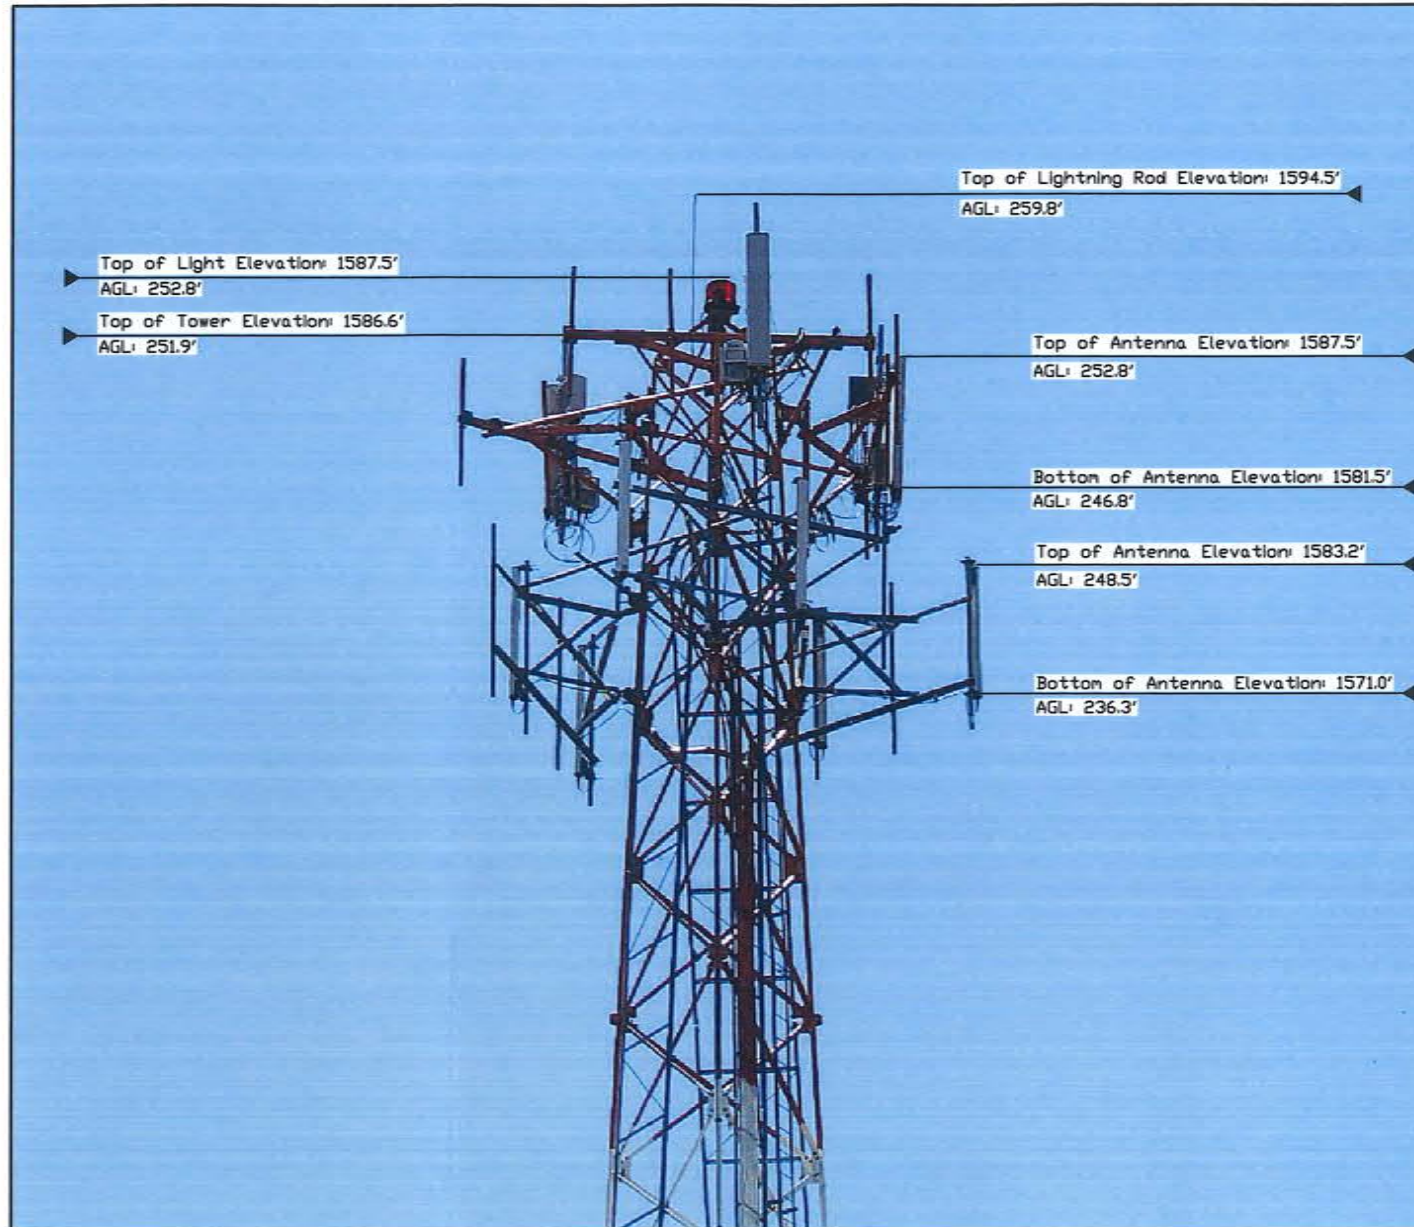 Top of Lightning Rod Elevation: 1594.5'
AGL: 259.8'
Top of Light Elevation: 1587.5'
AGL: 252.8'
Top of Tower Elevation: 1586.6'
AGL: 251.9'
Top of Antenna Elevation: 1587.5'
AGL: 252.8'
Bottom of Antenna Elevation: 1581.5'
AGL: 246.8'
Top of Antenna Elevation: 1583.2'
AGL: 248.5'
Bottom of Antenna Elevation: 1571.0'
AGL: 236.3'